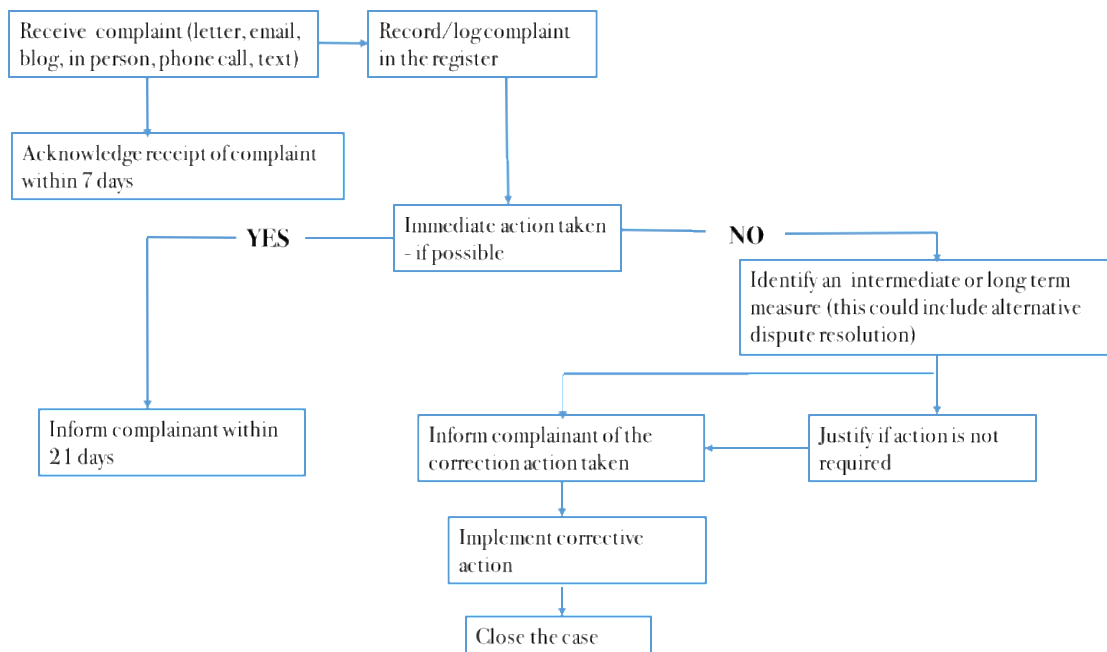 Receive complaint (letter, email,
blog, in person, phone call, text)
Record/log complaint
in the register
Acknowledge receipt of complaint
within 7 days
YES
Immediate action taken
- if possible
NO
Identify an intermediate or long term
measure (this could include alternative
dispute resolution)
Inform complainant within
21 days
Inform complainant of the
correction action taken
Justify if action is not
required
Implement corrective
action
Close the case